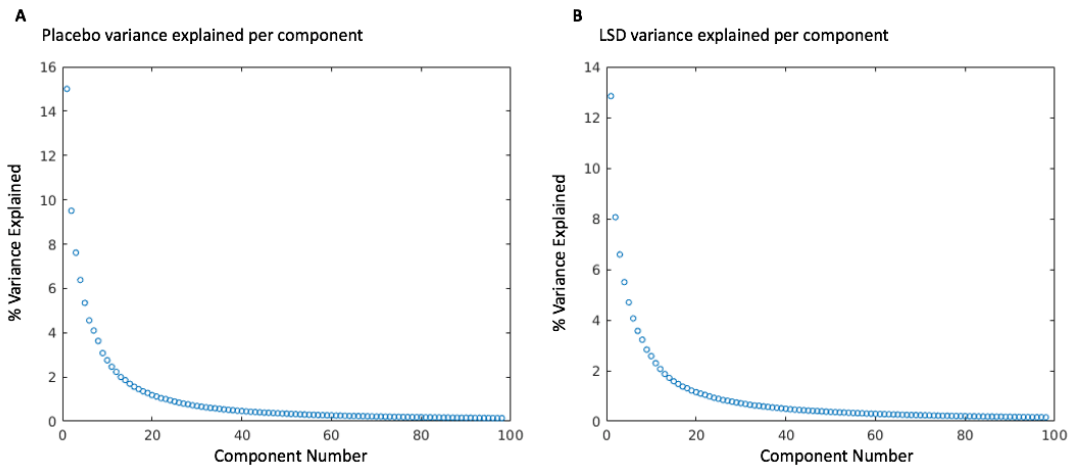 A
Placebo variance explained per component
16
14
12
10
8
6
4
2
0
0 20 40 60 80 100
% Variance Explained
Component Number
B
LSD variance explained per component
14
12
10
8
6
4
2
0
0 20 40 60 80 100
% Variance Explained
Component Number